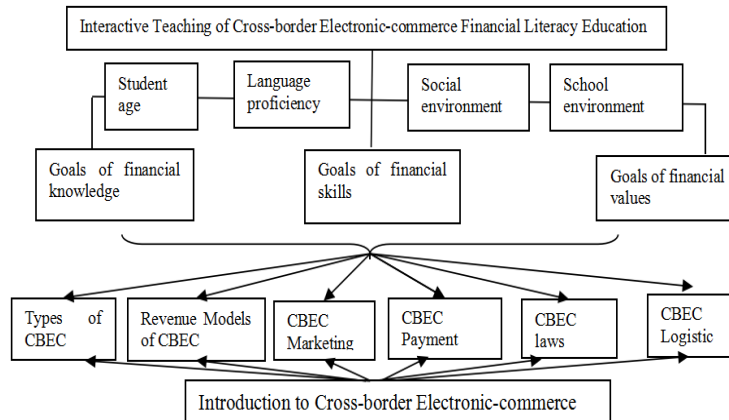 Interactive Teaching of Cross-border Electronic-commerce Financial Literacy Education
Student
age
Language
proficiency
Social
environment
School
environment
Goals of financial
knowledge
Goals of financial
skills
Goals of financial
values
Types of
CBEC
Revenue Models
of CBEC
CBEC
Marketing
CBEC
Payment
CBEC
laws
CBEC
Logistic
Introduction to Cross-border Electronic-commerce